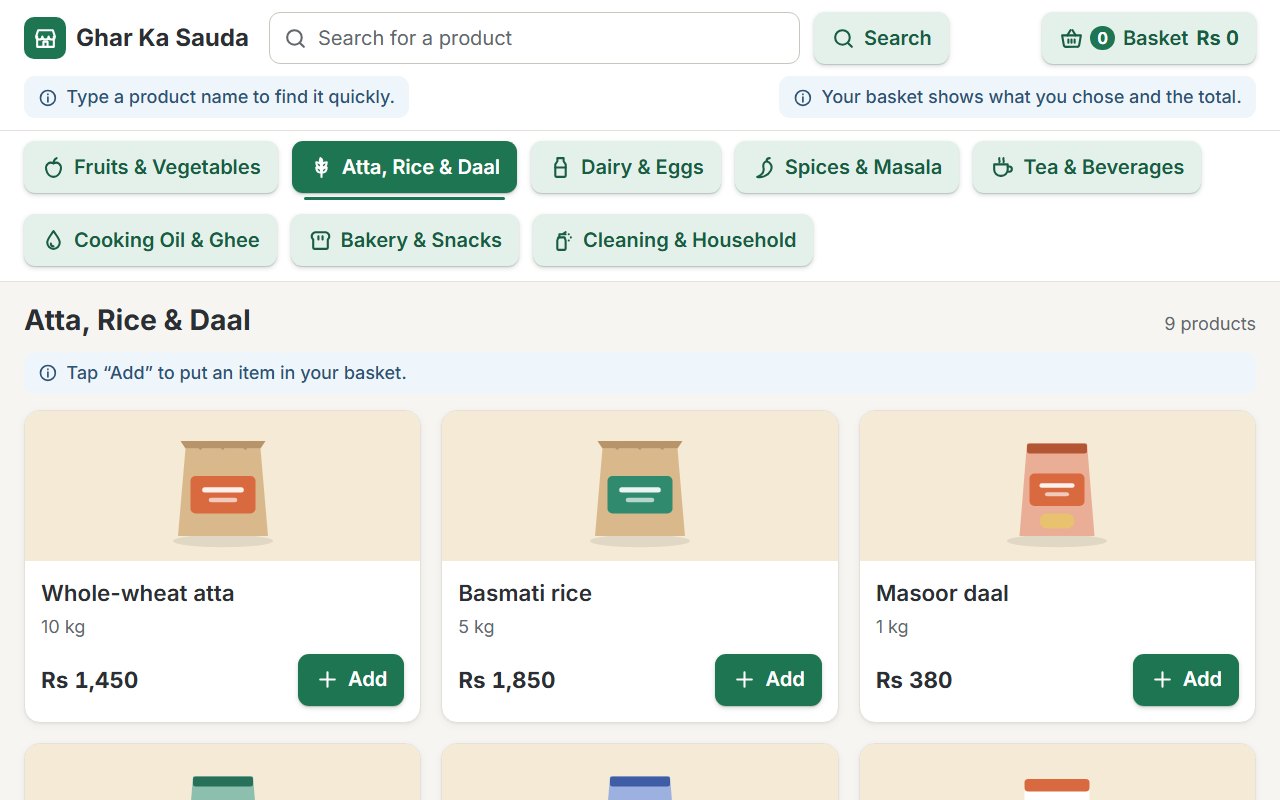 Ghar Ka Sauda
Search for a product
Search
0 Basket Rs 0
Type a product name to find it quickly.
Your basket shows what you chose and the total.
Fruits & Vegetables
Atta, Rice & Daal
Dairy & Eggs
Spices & Masala
Tea & Beverages
Cooking Oil & Ghee
Bakery & Snacks
Cleaning & Household
Atta, Rice & Daal
9 products
Tap “Add” to put an item in your basket.
Whole-wheat atta
10 kg
Rs 1,450
Add
Basmati rice
5 kg
Rs 1,850
Add
Masoor daal
1 kg
Rs 380
Add